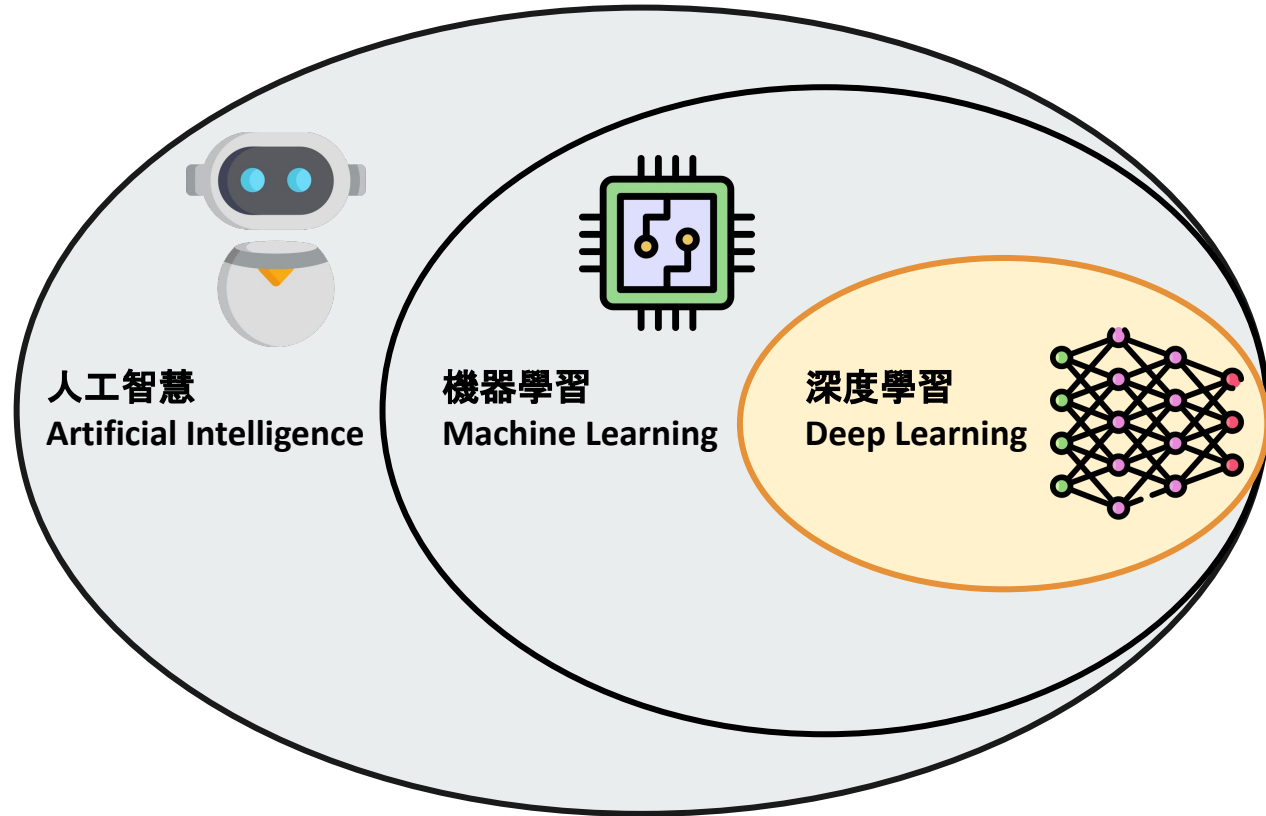 人工智慧
Artificial Intelligence
機器學習
Machine Learning
深度學習
Deep Learning